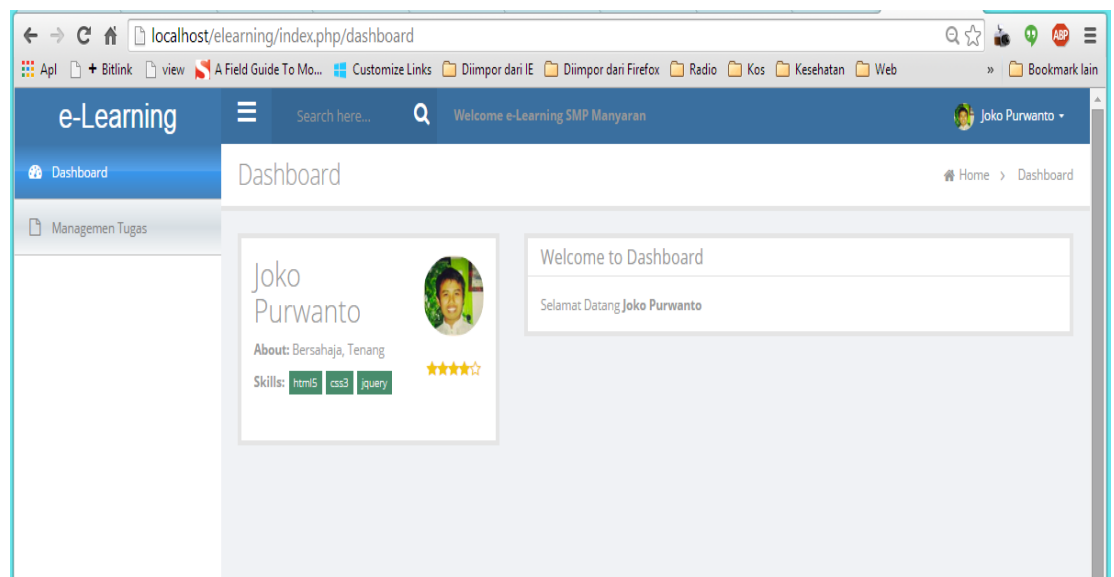 localhost/elearning/index.php/dashboard
Apl + Bitlink view A Field Guide To Mo... Customize Links Diimpor dari IE Diimpor dari Firefox Radio Kos Kesehatan Web » Bookmark lain
ABP
e-Learning
Search here...
Welcome e-Learning SMP Manyaran
Joko Purwanto
Dashboard
Managemen Tugas
Dashboard
Home > Dashboard
Joko
Purwanto
About: Bersahaja, Tenang
Skills: html5 css3 jquery
Welcome to Dashboard
Selamat Datang Joko Purwanto